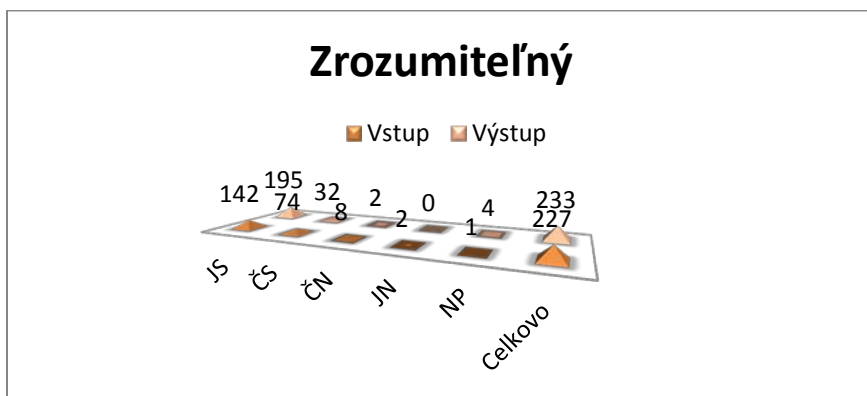 Zrozumiteľný
Vstup Výstup
142 74 8 2 1 227
195 32 2 0 4 233
JS ČS ČN JN NP Celkovo